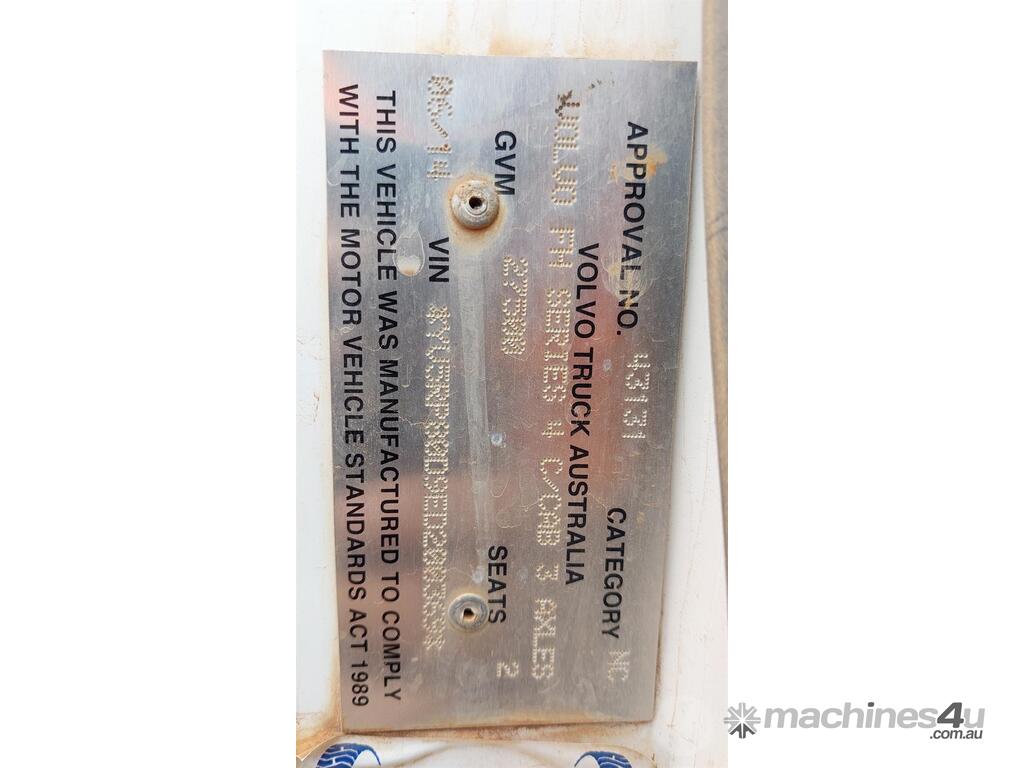 APPROVAL NO. 43131 CATEGORY NC
VOLVO TRUCK AUSTRALIA
VOLVO FM SERIES 4 C/CAB 3 AXLES
GVM 27500 SEATS 2
06/14 VIN
THIS VEHICLE WAS MANUFACTURED TO COMPLY
WITH THE MOTOR VEHICLE STANDARDS ACT 1989
machines4u
.com.au